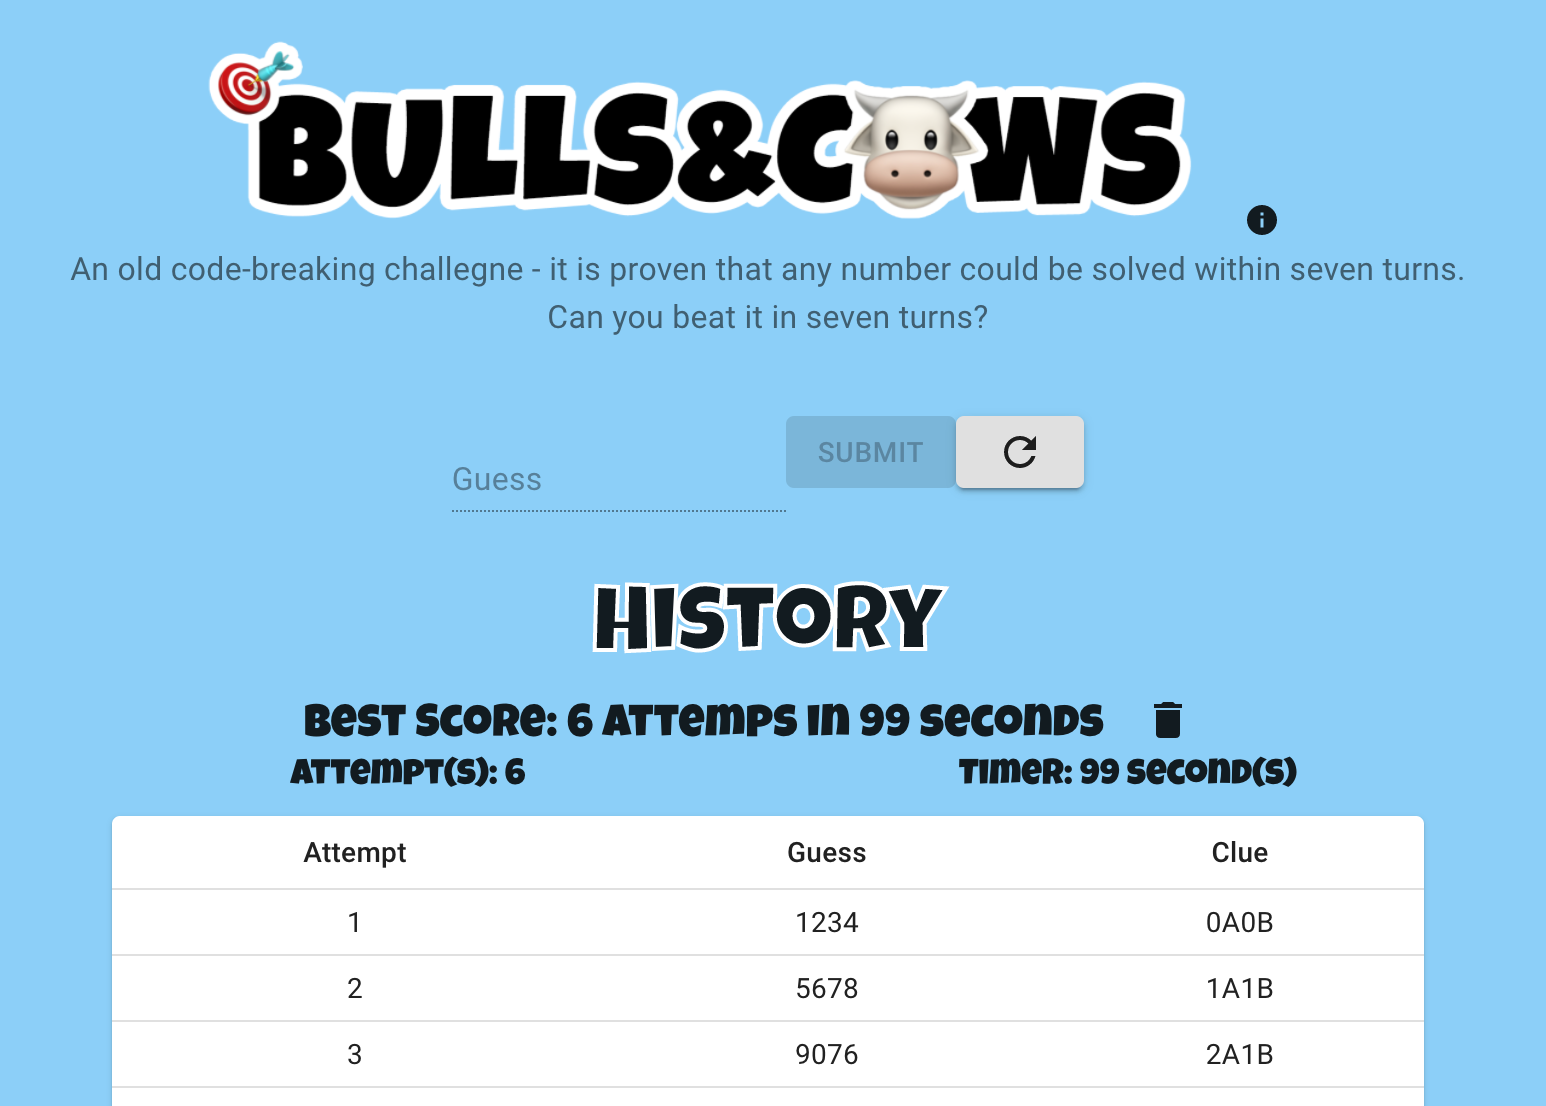 BULLS&COWS
An old code-breaking challegne - it is proven that any number could be solved within seven turns.
Can you beat it in seven turns?
Guess SUBMIT
HISTORY
Best Score: 6 Attemps in 99 seconds
Attempt(s): 6 Timer: 99 second(s)
Attempt Guess Clue
1 1234 0A0B
2 5678 1A1B
3 9076 2A1B